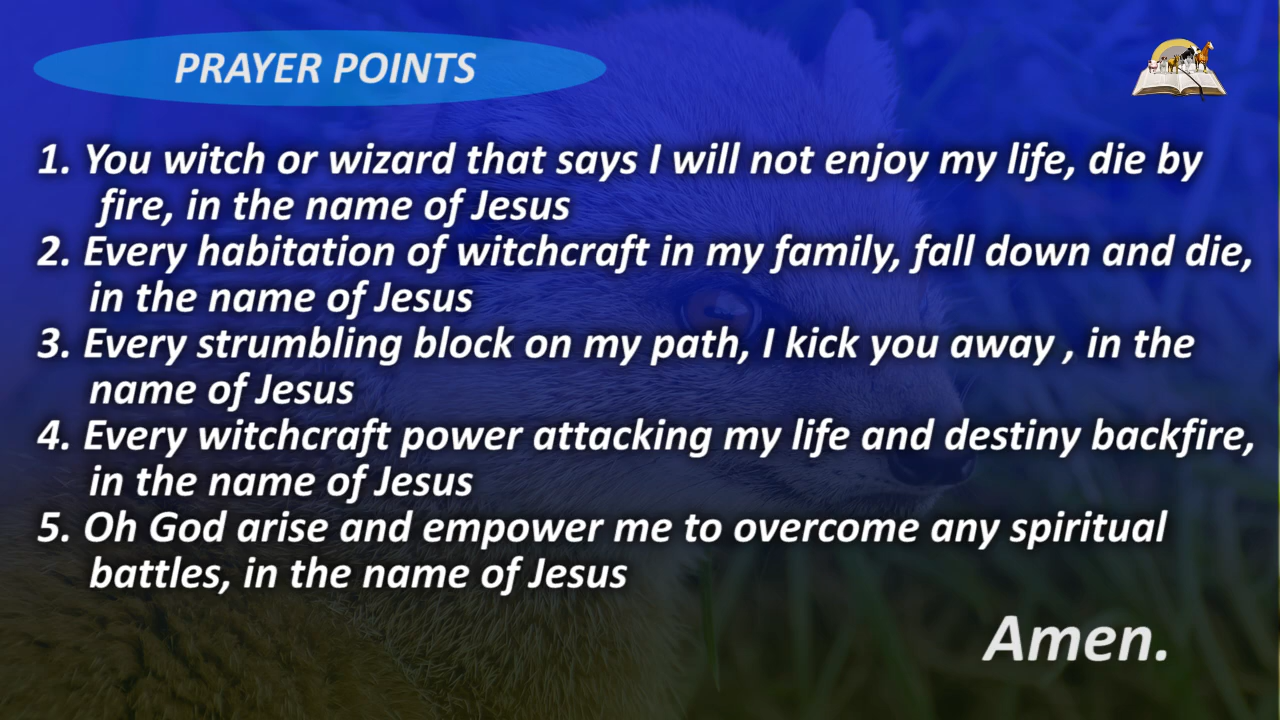 PRAYER POINTS
1. You witch or wizard that says I will not enjoy my life, die by
fire, in the name of Jesus
2. Every habitation of witchcraft in my family, fall down and die,
in the name of Jesus
3. Every strumbling block on my path, I kick you away , in the
name of Jesus
4. Every witchcraft power attacking my life and destiny backfire,
in the name of Jesus
5. Oh God arise and empower me to overcome any spiritual
battles, in the name of Jesus
Amen.